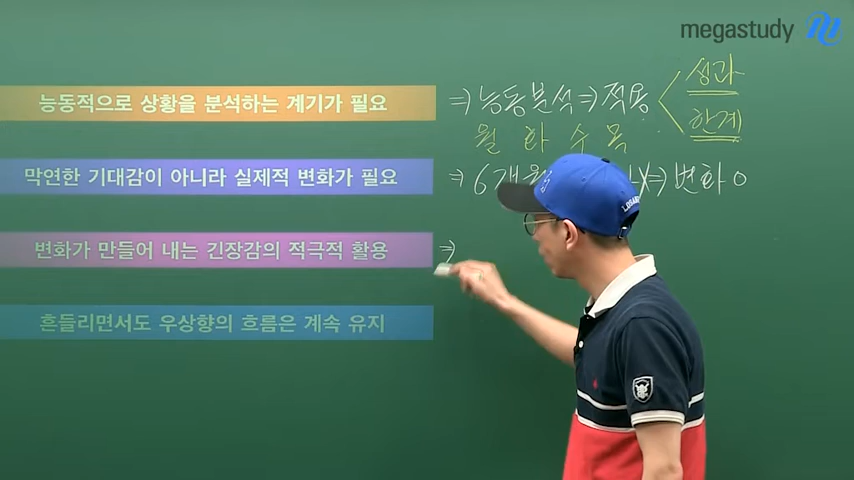 megastudy
능동적으로 상황을 분석하는 계기가 필요
⇒ 능동분석 ⇒ 적용
성과
한계
월 화 수 목
막연한 기대감이 아니라 실제적 변화가 필요
⇒ 6개월 ⇒ 변화 O
변화가 만들어 내는 긴장감의 적극적 활용
⇒
흔들리면서도 우상향의 흐름은 계속 유지